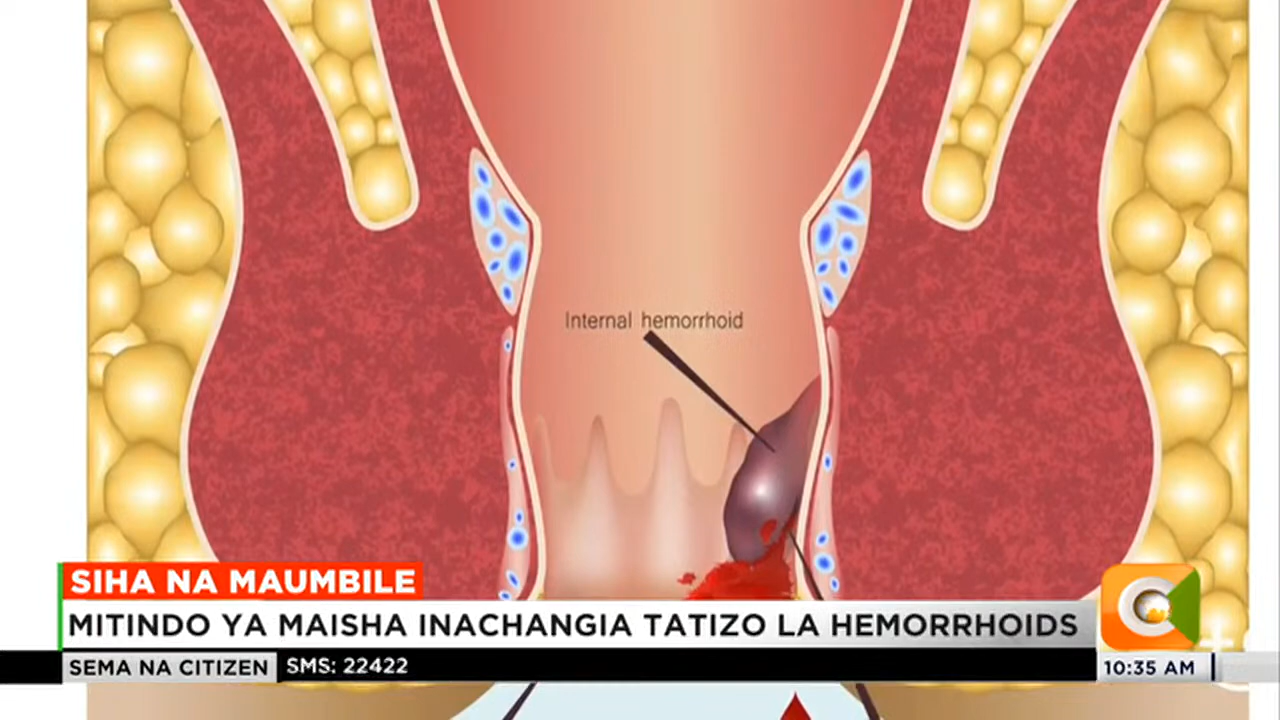 Internal hemorrhoid
SIHA NA MAUMBILE
MITINDO YA MAISHA INACHANGIA TATIZO LA HEMORRHOIDS
SEMA NA CITIZEN SMS: 22422
10:35 AM